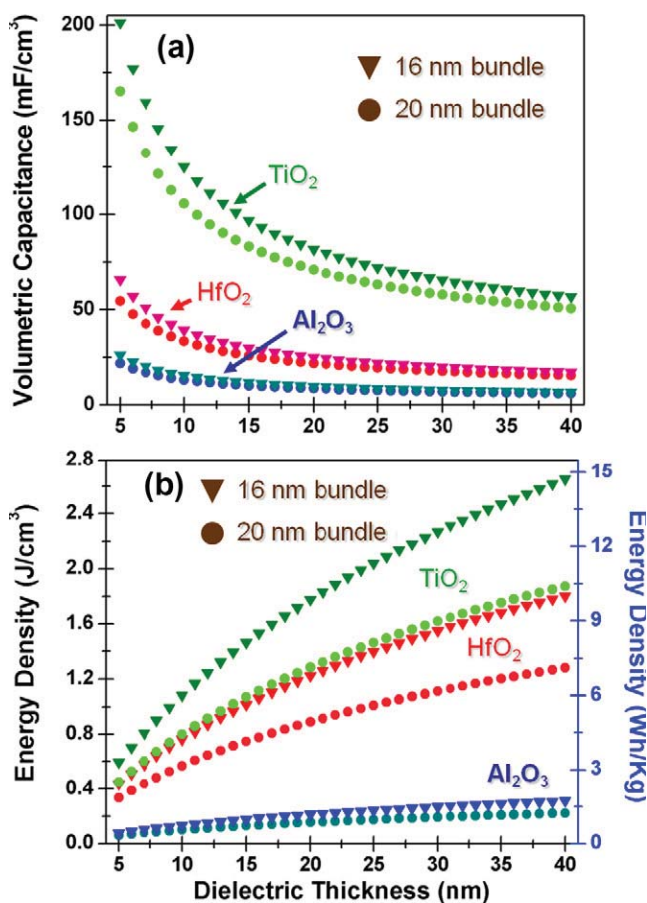 (a)
16 nm bundle
20 nm bundle
TiO₂
HfO₂
Al₂O₃
Volumetric Capacitance (mF/cm³)
200
150
100
50
0
5 10 15 20 25 30 35 40
(b)
16 nm bundle
20 nm bundle
TiO₂
HfO₂
Al₂O₃
Energy Density (J/cm³)
2.8
2.4
2.0
1.6
1.2
0.8
0.4
0.0
15
12
9
6
3
0
Energy Density (Wh/Kg)
5 10 15 20 25 30 35 40
Dielectric Thickness (nm)